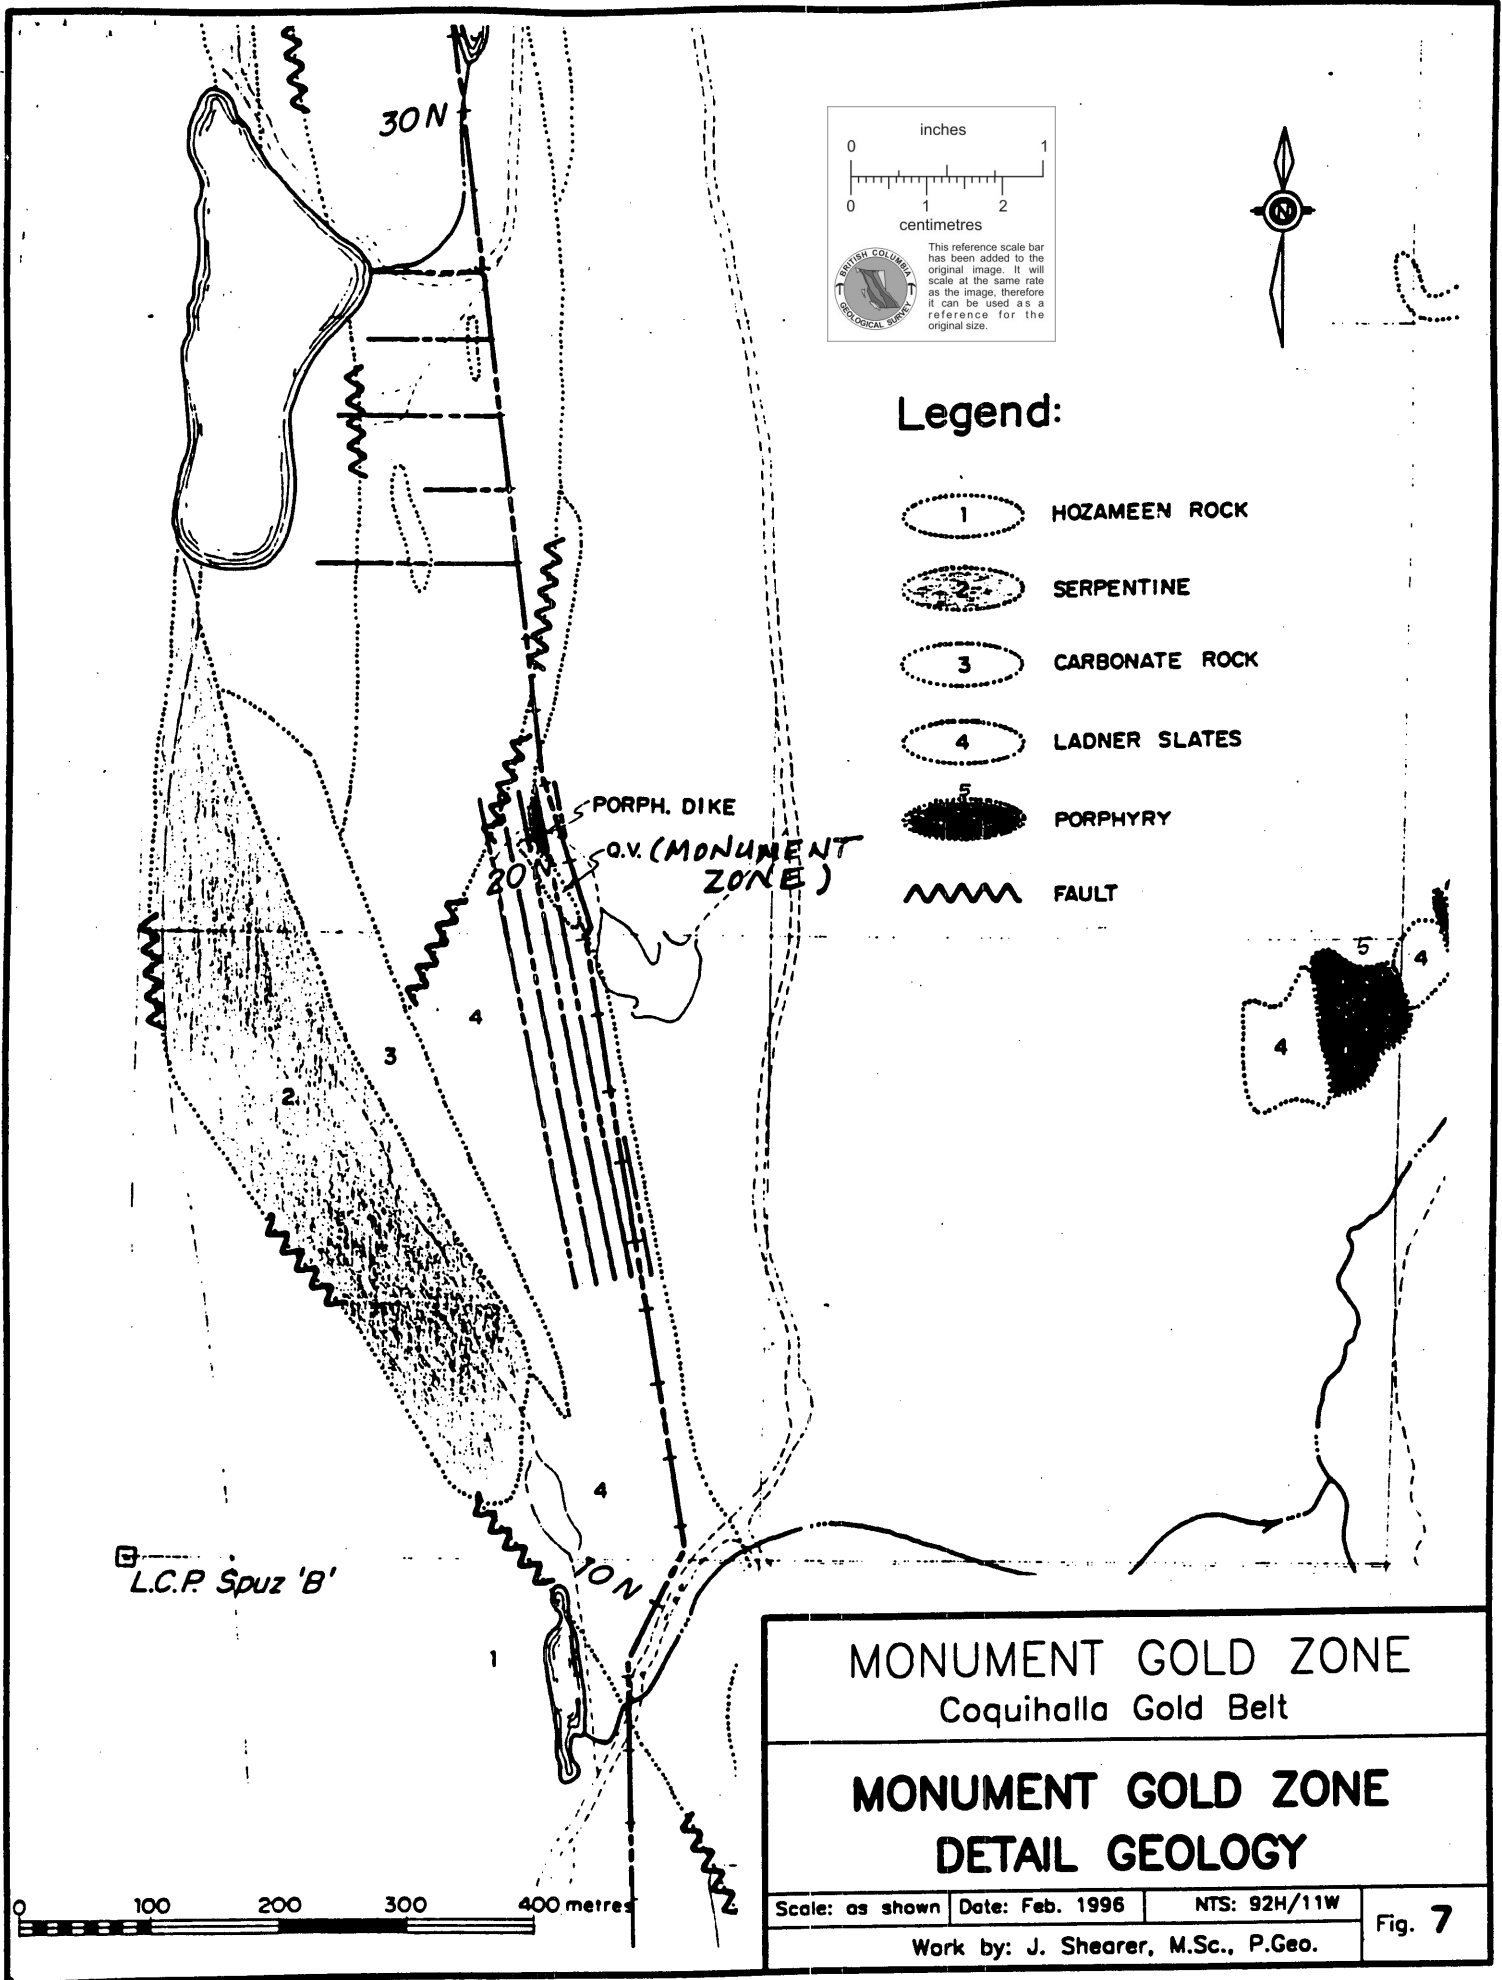 30 N
inches
0 1
0 1 2
centimetres
BRITISH COLUMBIA
GEOLOGICAL SURVEY
This reference scale bar
has been added to the
original image. It will
scale at the same rate
as the image, therefore
it can be used as a
reference for the
original size.
N
Legend:
1 HOZAMEEN ROCK
2 SERPENTINE
3 CARBONATE ROCK
4 LADNER SLATES
5 PORPHYRY
FAULT
PORPH. DIKE
Q.V. (MONUMENT
ZONE)
20 N
5
4
4
4
3
2
4
10 N
L.C.P. Spuz 'B'
1
MONUMENT GOLD ZONE
Coquihalla Gold Belt
MONUMENT GOLD ZONE
DETAIL GEOLOGY
Scale: as shown Date: Feb. 1996 NTS: 92H/11W
Work by: J. Shearer, M.Sc., P.Geo.
Fig. 7
0 100 200 300 400 metres